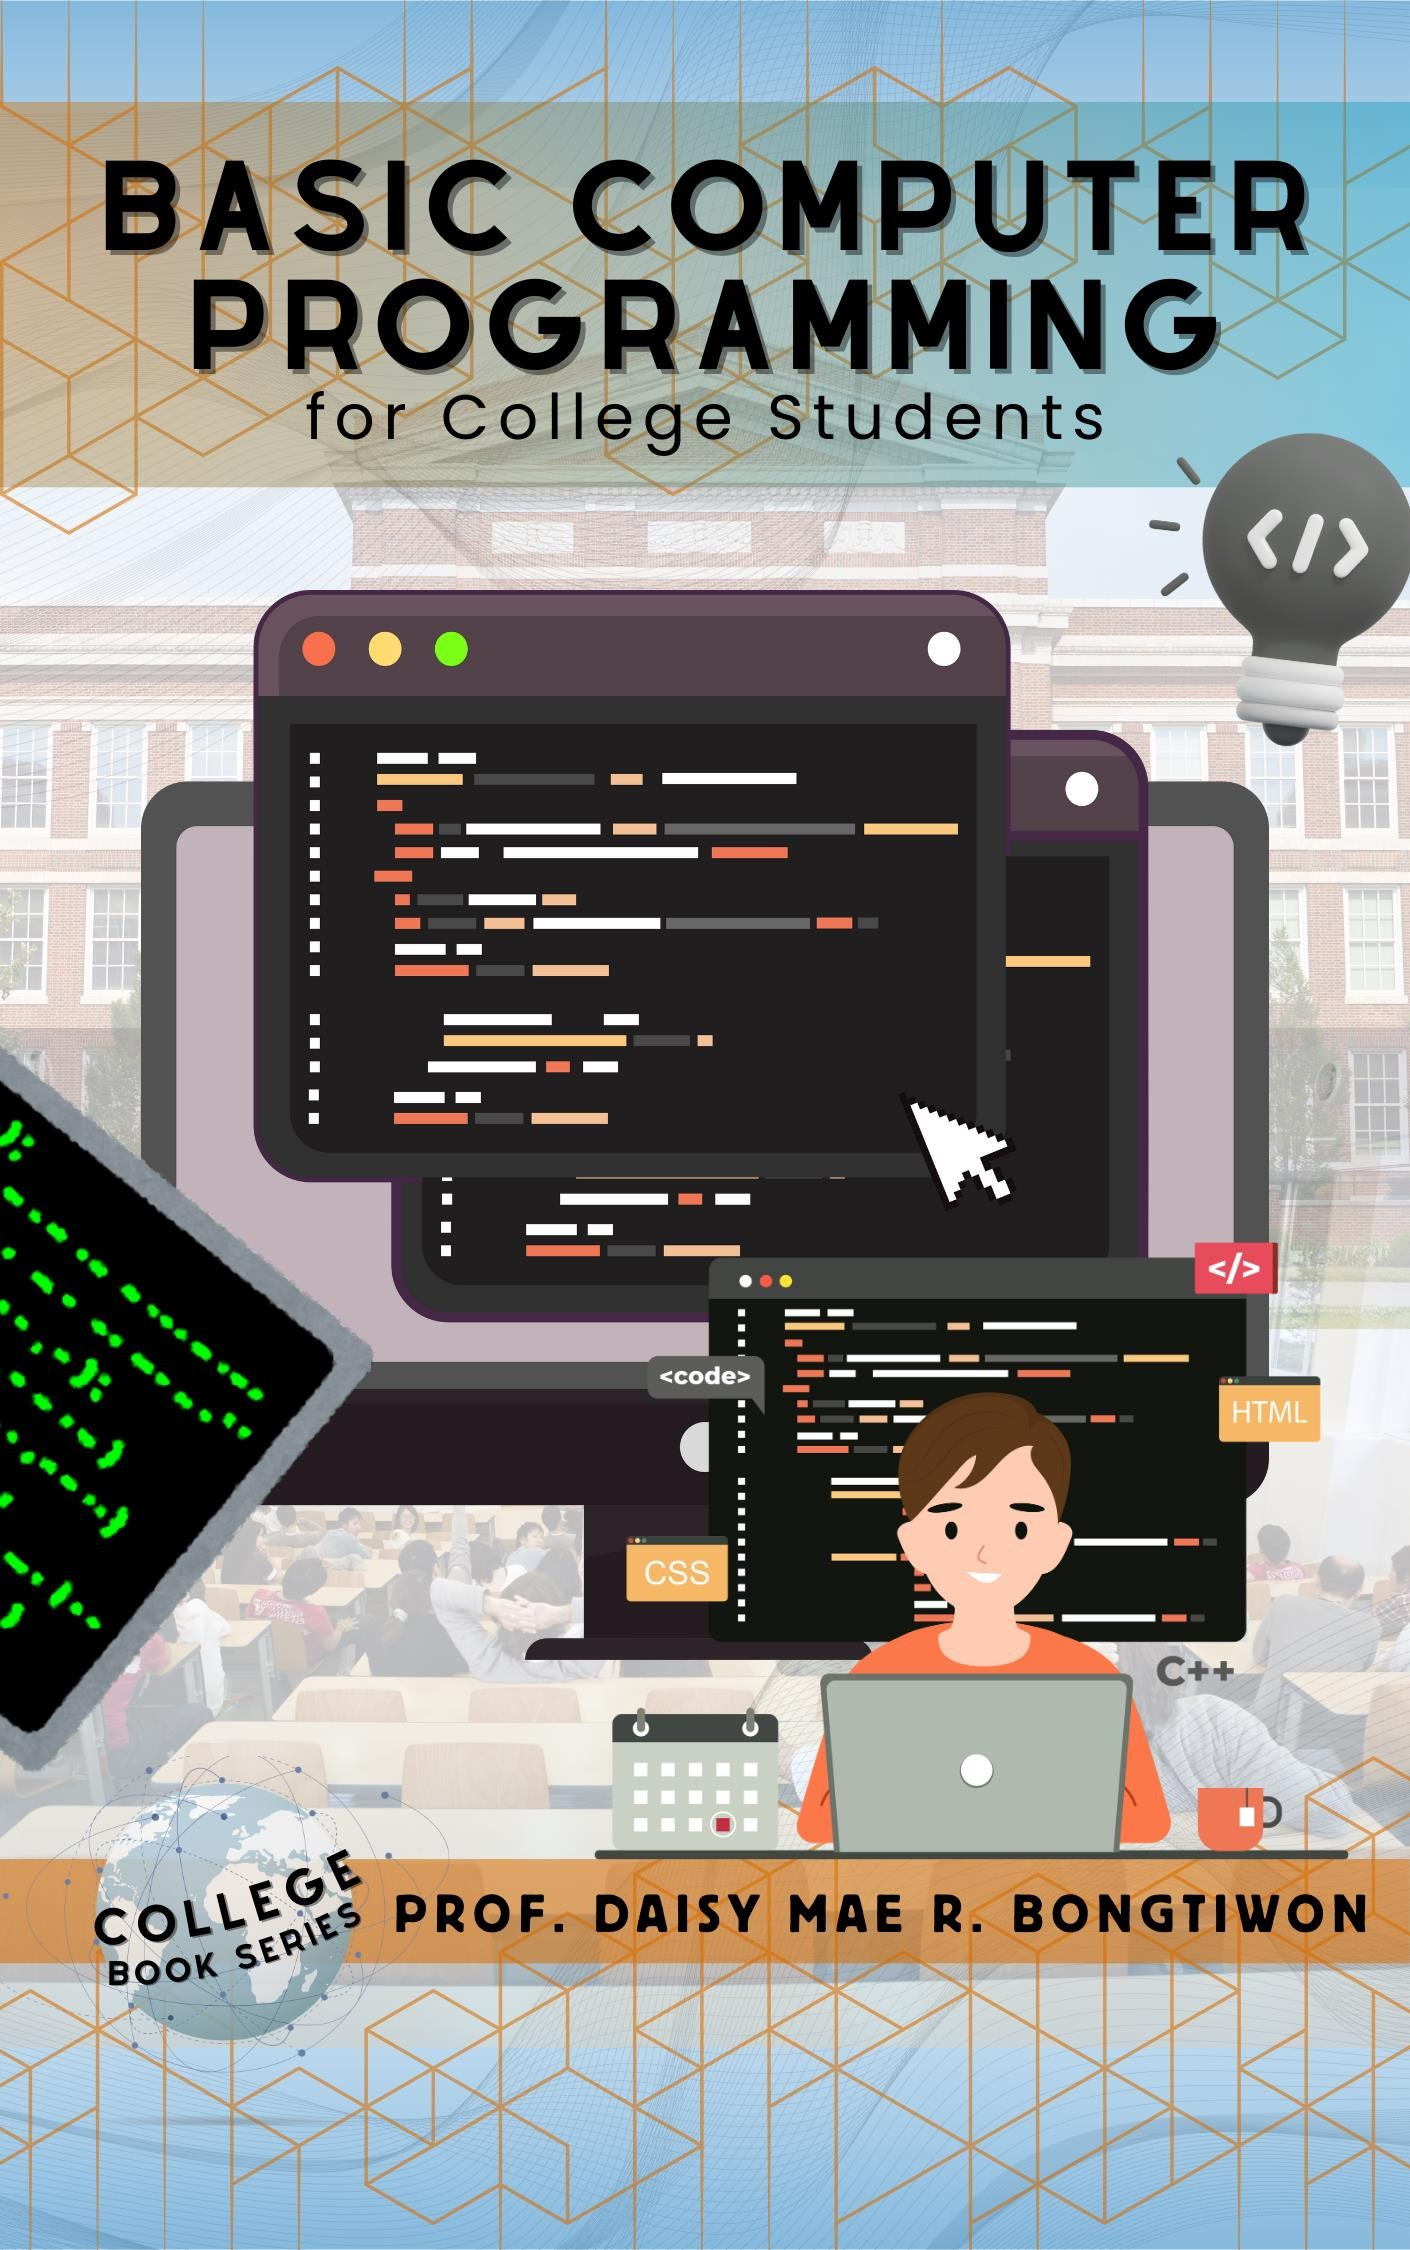 BASIC COMPUTER
PROGRAMMING
for College Students
</>
</>
<code>
HTML
CSS
C++
COLLEGE
BOOK SERIES
PROF. DAISY MAE R. BONGTIWON